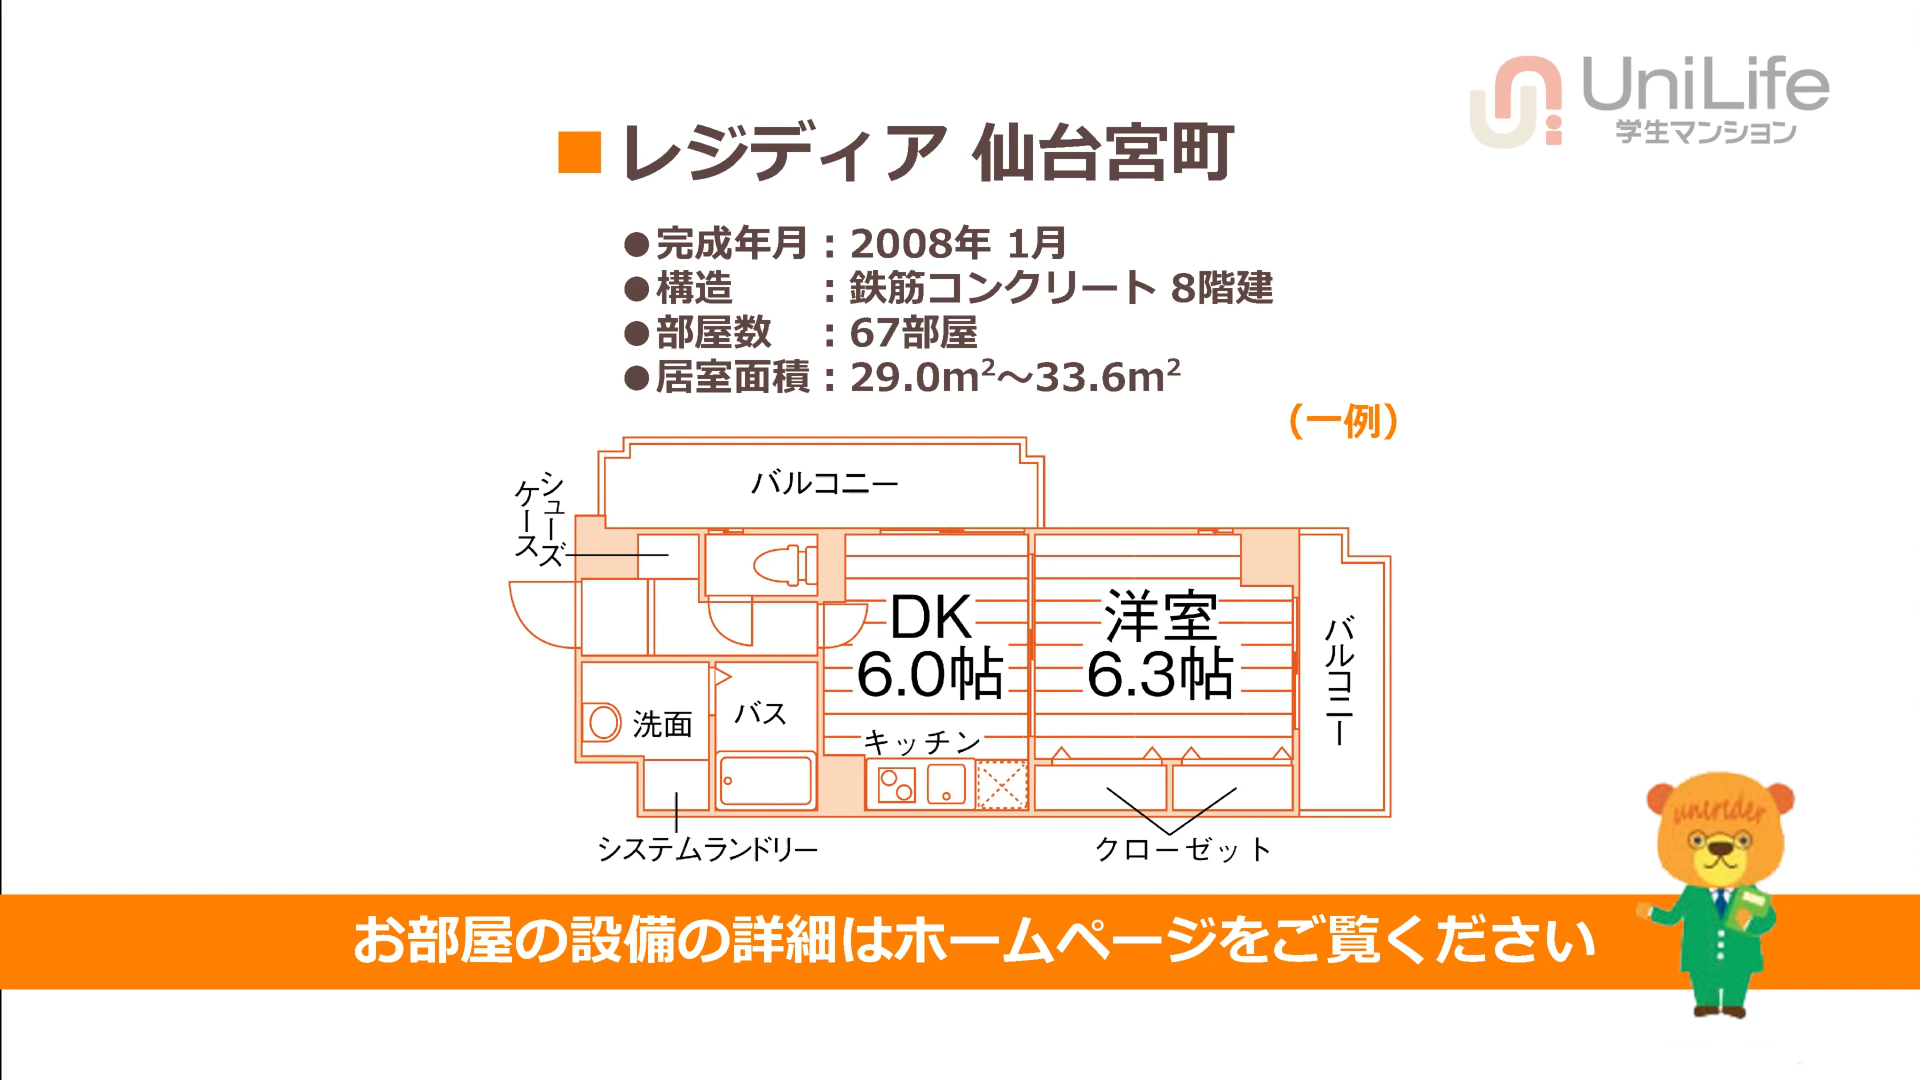 UniLife
学生マンション
■レジディア 仙台宮町
●完成年月：2008年 1月
●構造　　：鉄筋コンクリート 8階建
●部屋数　：67部屋
●居室面積：29.0m²～33.6m²
（一例）
バルコニー
シューズ
ケース
DK
6.0帖
洋室
6.3帖
バルコニー
洗面
バス
キッチン
システムランドリー
クローゼット
unirider
お部屋の設備の詳細はホームページをご覧ください